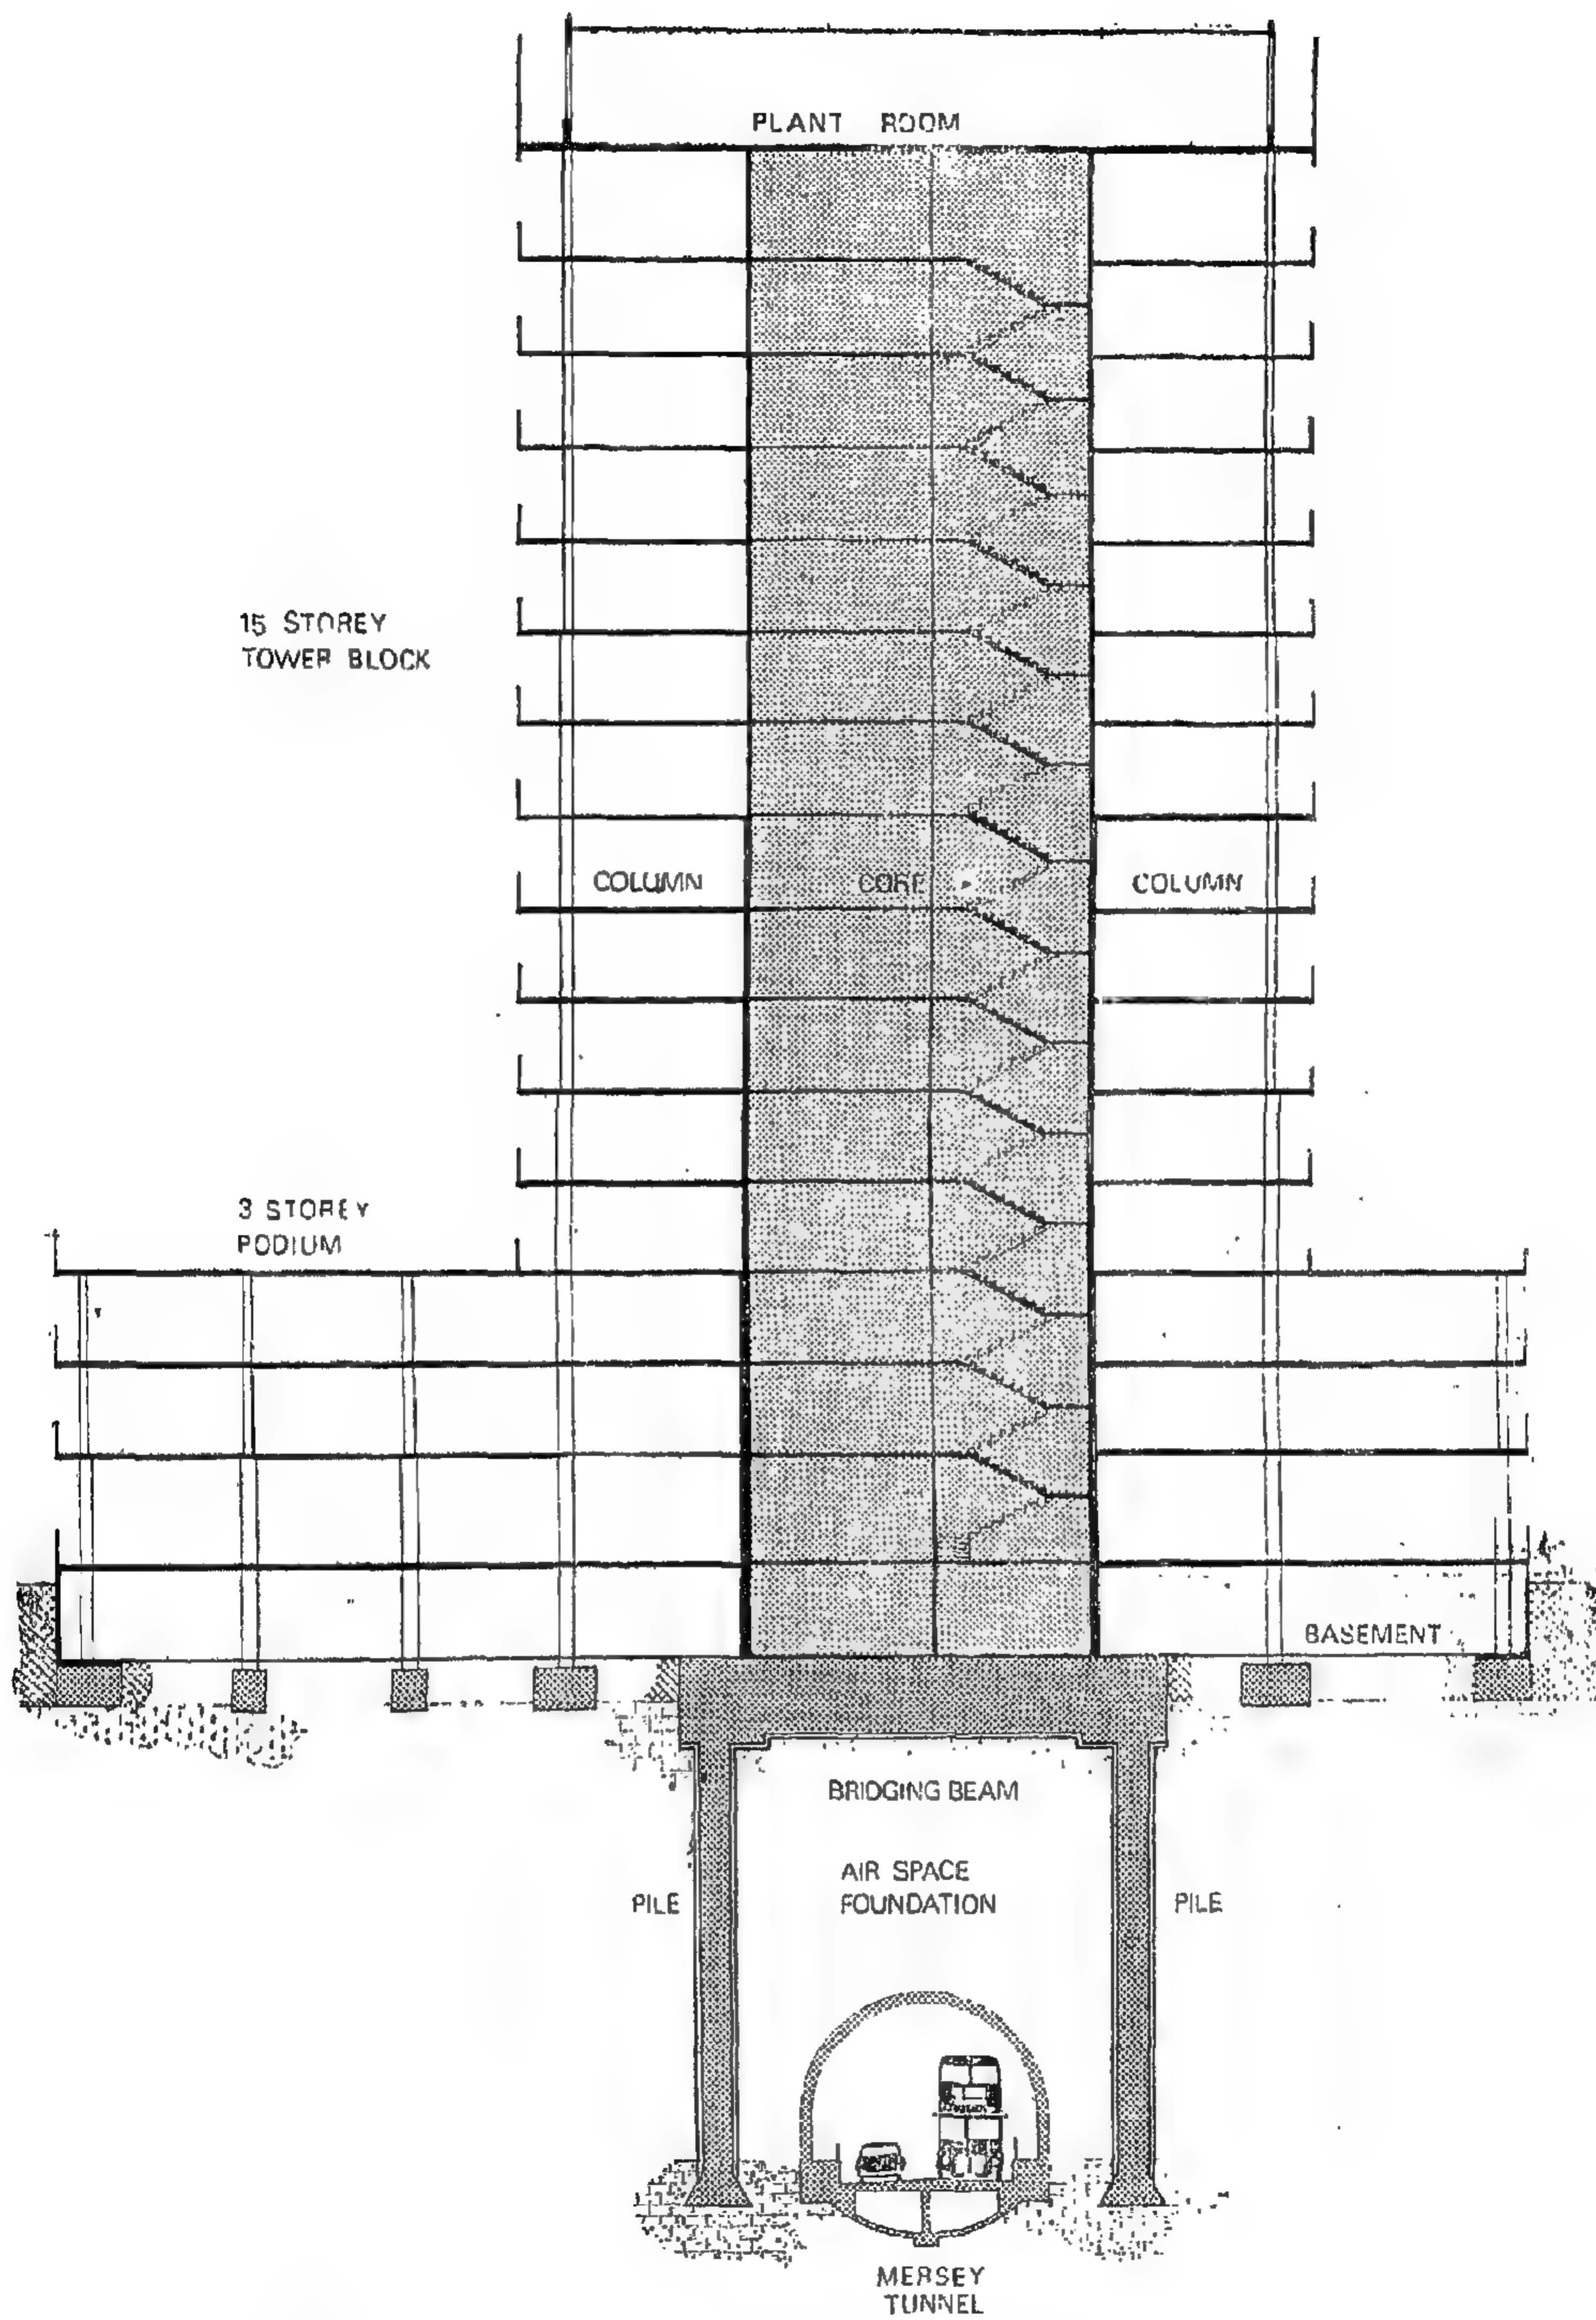 PLANT ROOM
15 STOREY
TOWER BLOCK
COLUMN
CORE
COLUMN
3 STOREY
PODIUM
BASEMENT
BRIDGING BEAM
AIR SPACE
FOUNDATION
PILE
PILE
MERSEY
TUNNEL